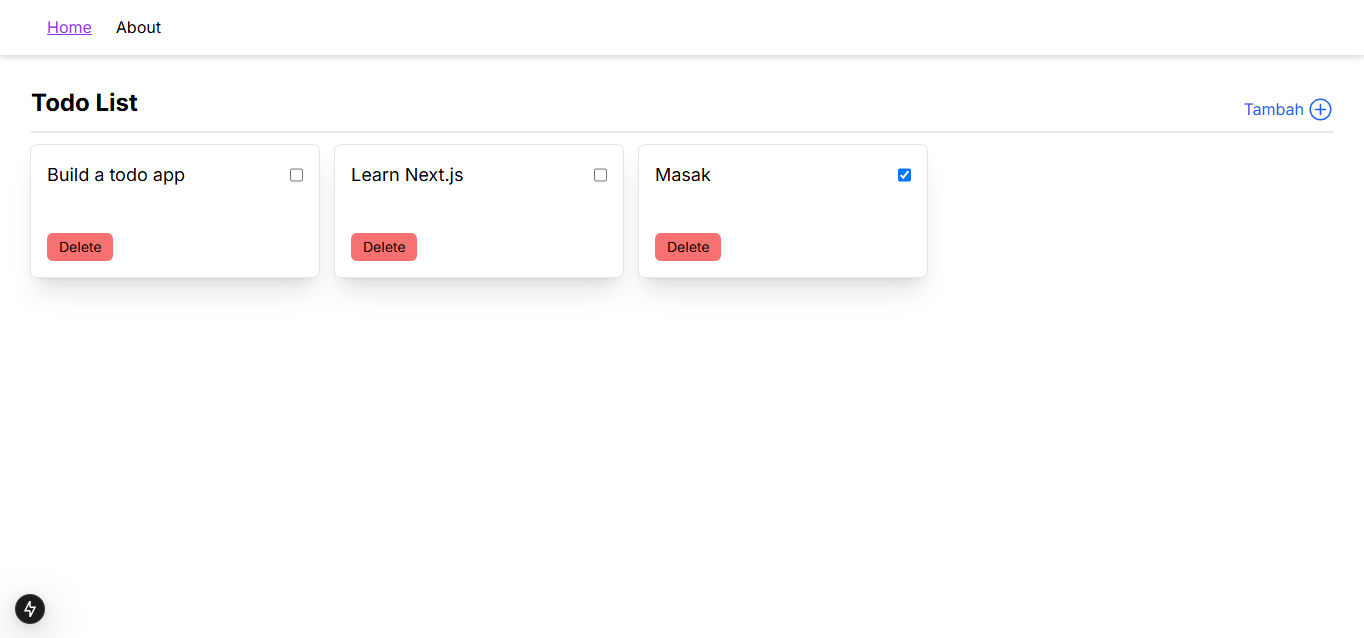 Home About
Todo List
Tambah
Build a todo app
Learn Next.js
Masak
Delete
Delete
Delete